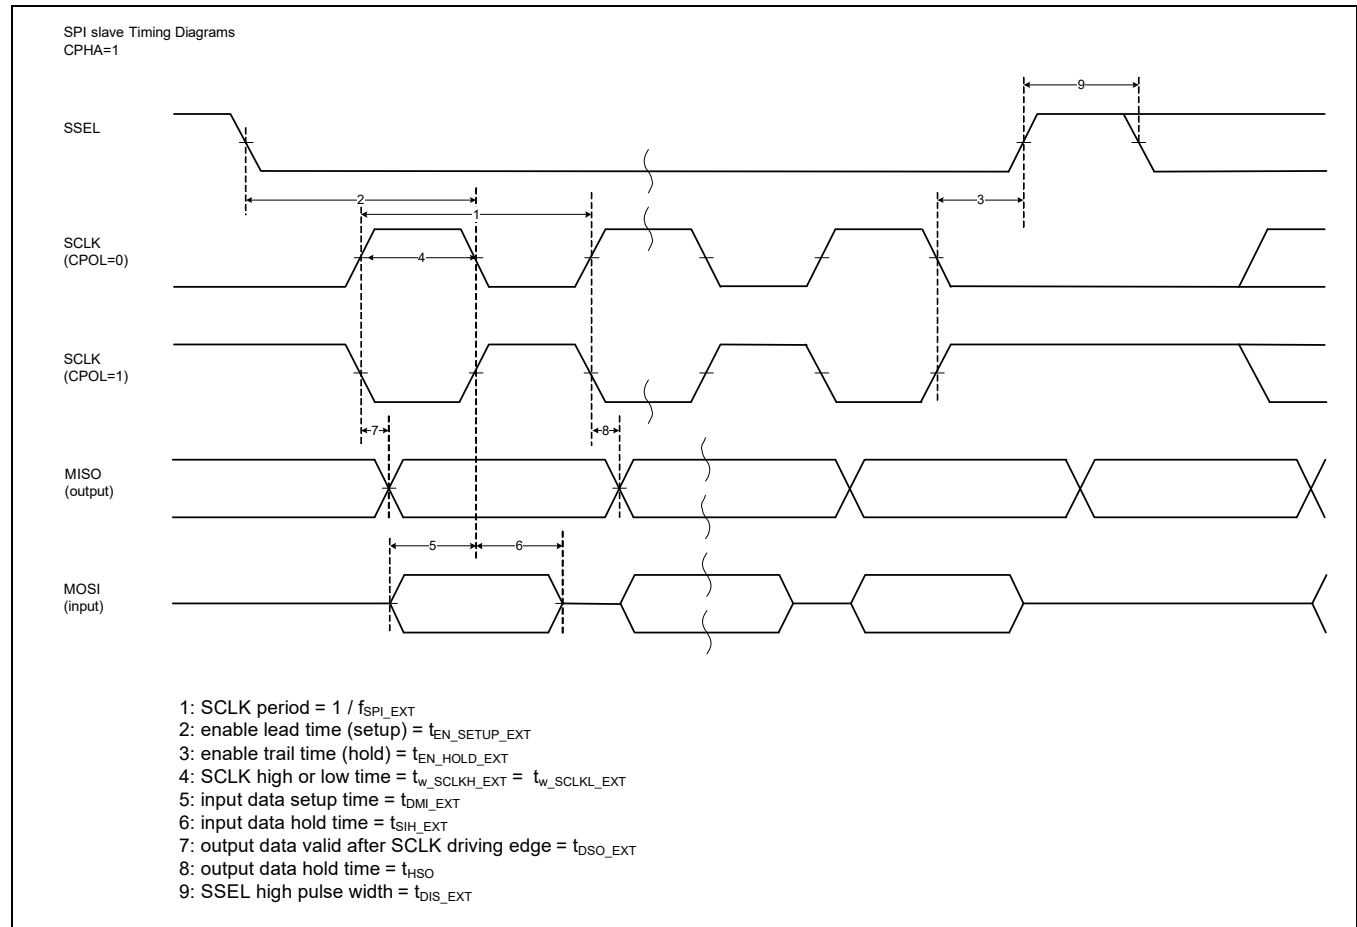 SPI slave Timing Diagrams
CPHA=1
9
SSEL
2
3
1
SCLK
(CPOL=0)
4
SCLK
(CPOL=1)
7
8
MISO
(output)
5
6
MOSI
(input)
1: SCLK period = 1 / fSPI_EXT
2: enable lead time (setup) = tEN_SETUP_EXT
3: enable trail time (hold) = tEN_HOLD_EXT
4: SCLK high or low time = tw_SCLKH_EXT = tw_SCLKL_EXT
5: input data setup time = tDMI_EXT
6: input data hold time = tSIH_EXT
7: output data valid after SCLK driving edge = tDSO_EXT
8: output data hold time = tHSO
9: SSEL high pulse width = tDIS_EXT